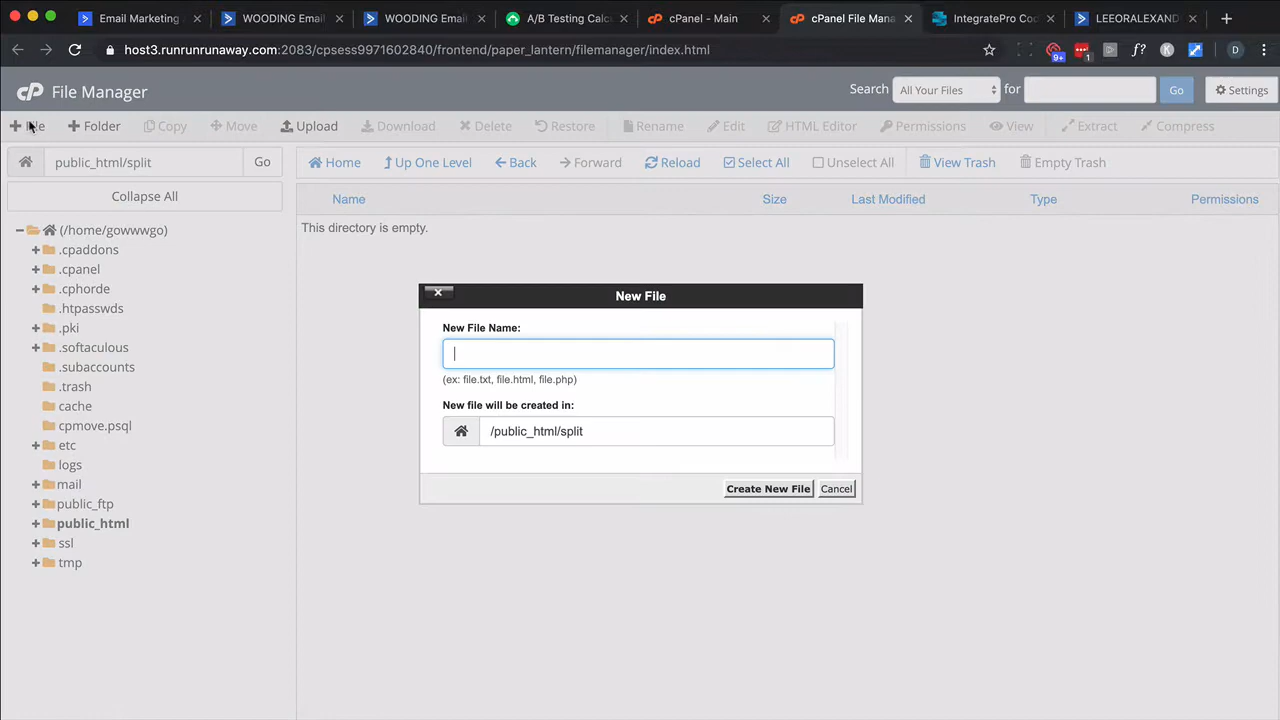 Email Marketing
WOODING Emai
WOODING Emai
A/B Testing Calc
cPanel - Main
cPanel File Mana
IntegratePro Cod
LEEORALEXAND
host3.runrunrunaway.com:2083/cpsess9971602840/frontend/paper_lantern/filemanager/index.html
9+
1
f?
K
D
cP File Manager
Search
All Your Files
for
Go
Settings
Folder
Copy
Move
Upload
Download
Delete
Restore
Rename
Edit
HTML Editor
Permissions
View
Extract
Compress
public_html/split
Go
Home
Up One Level
Back
Forward
Reload
Select All
Unselect All
View Trash
Empty Trash
Collapse All
Name
Size
Last Modified
Type
Permissions
This directory is empty.
(/home/gowwwgo)
.cpaddons
.cpanel
.cphorde
.htpasswds
.pki
.softaculous
.subaccounts
.trash
cache
cpmove.psql
etc
logs
mail
public_ftp
public_html
ssl
tmp
New File
New File Name:
(ex: file.txt, file.html, file.php)
New file will be created in:
/public_html/split
Create New File
Cancel